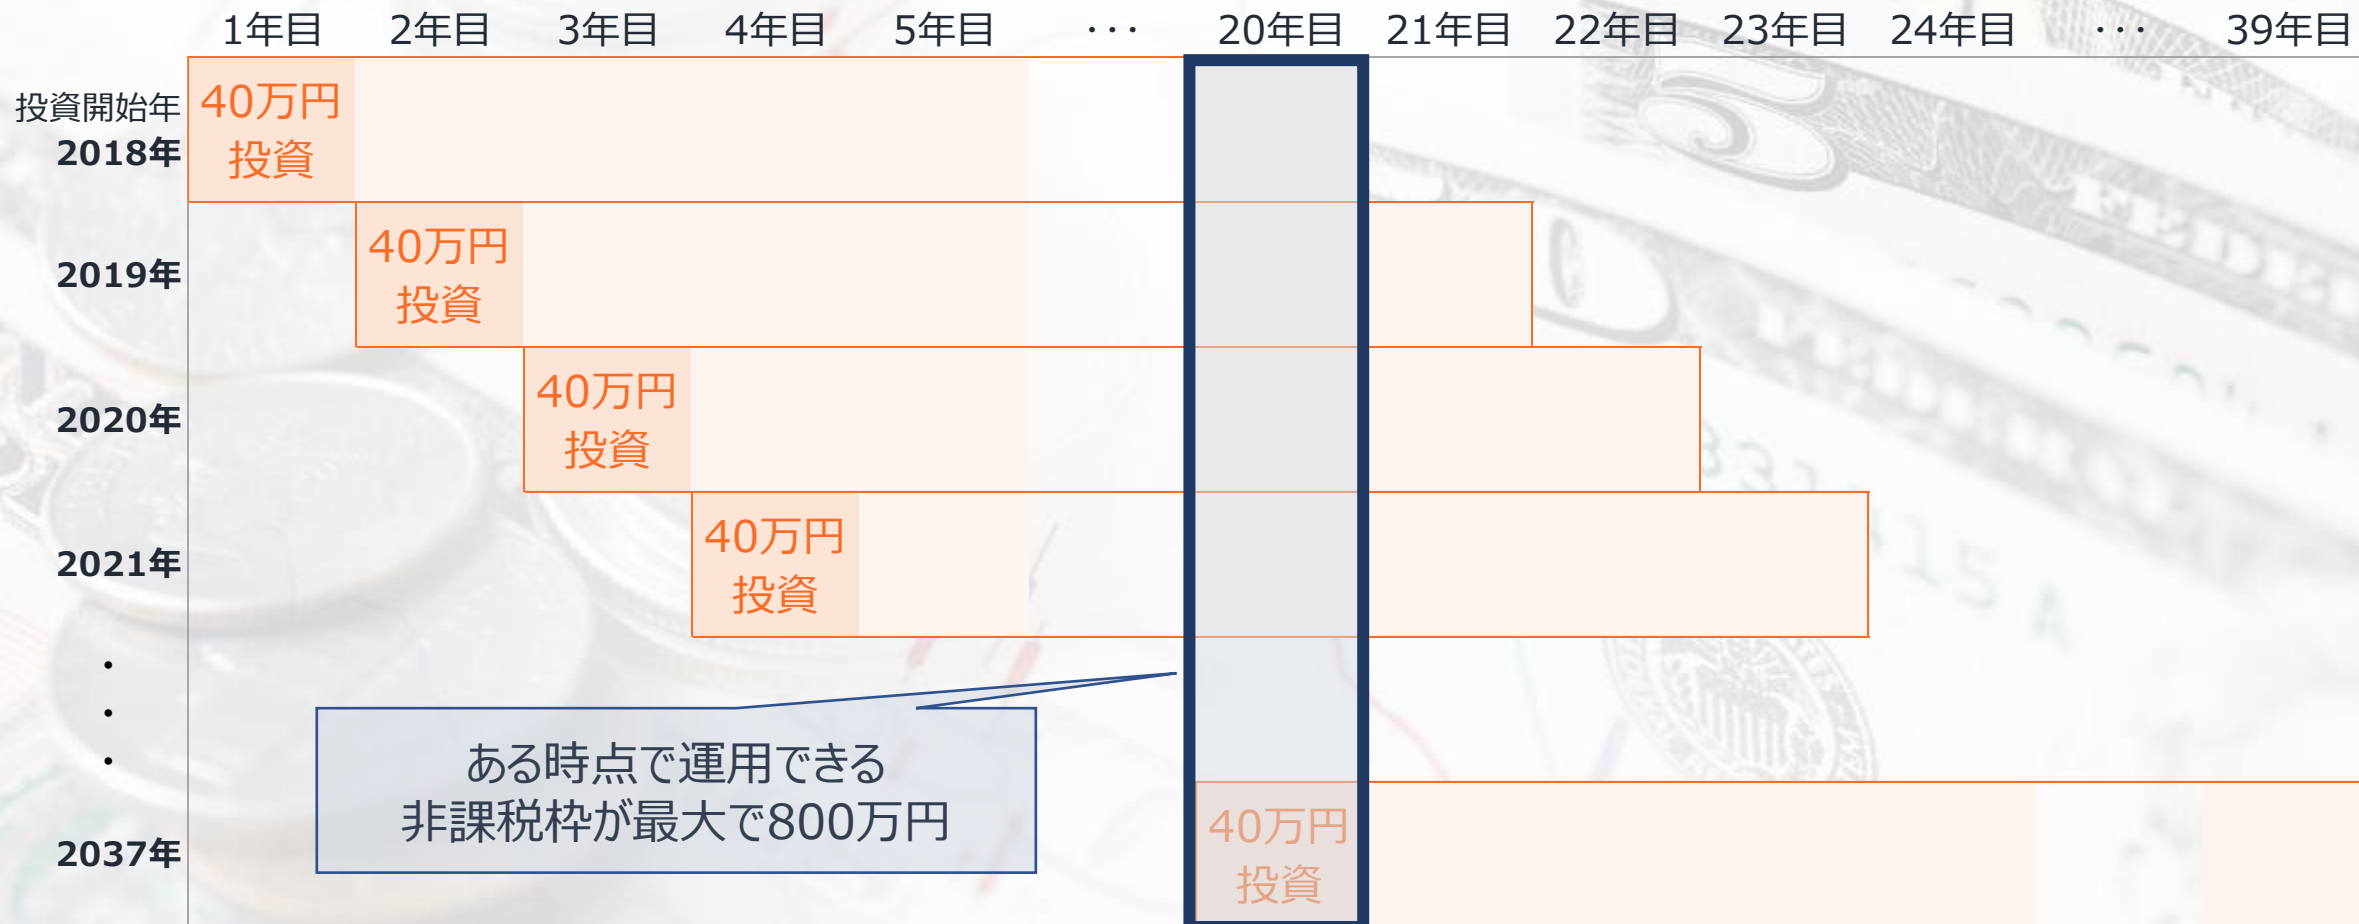 1年目 2年目 3年目 4年目 5年目 ･･･ 20年目 21年目 22年目 23年目 24年目 ･･･ 39年目
投資開始年
2018年
40万円
投資
2019年
40万円
投資
2020年
40万円
投資
2021年
40万円
投資
・
・
・
ある時点で運用できる
非課税枠が最大で800万円
2037年
40万円
投資